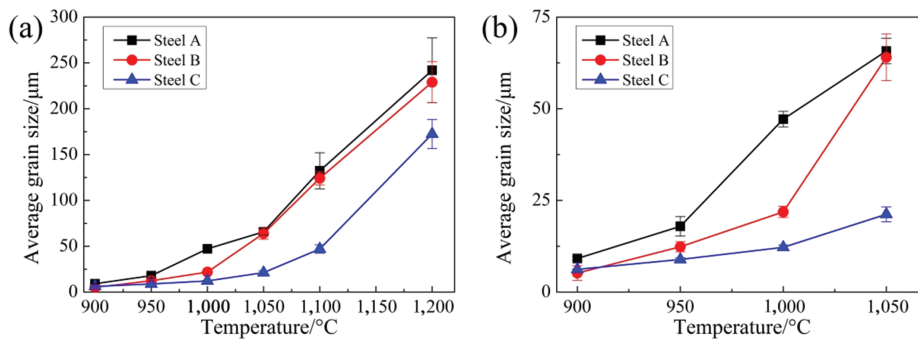 (a)
300
250
200
150
100
50
0
Average grain size/μm
Steel A
Steel B
Steel C
900 950 1,000 1,050 1,100 1,150 1,200
Temperature/°C
(b)
75
50
25
0
Average grain size/μm
Steel A
Steel B
Steel C
900 950 1,000 1,050
Temperature/°C